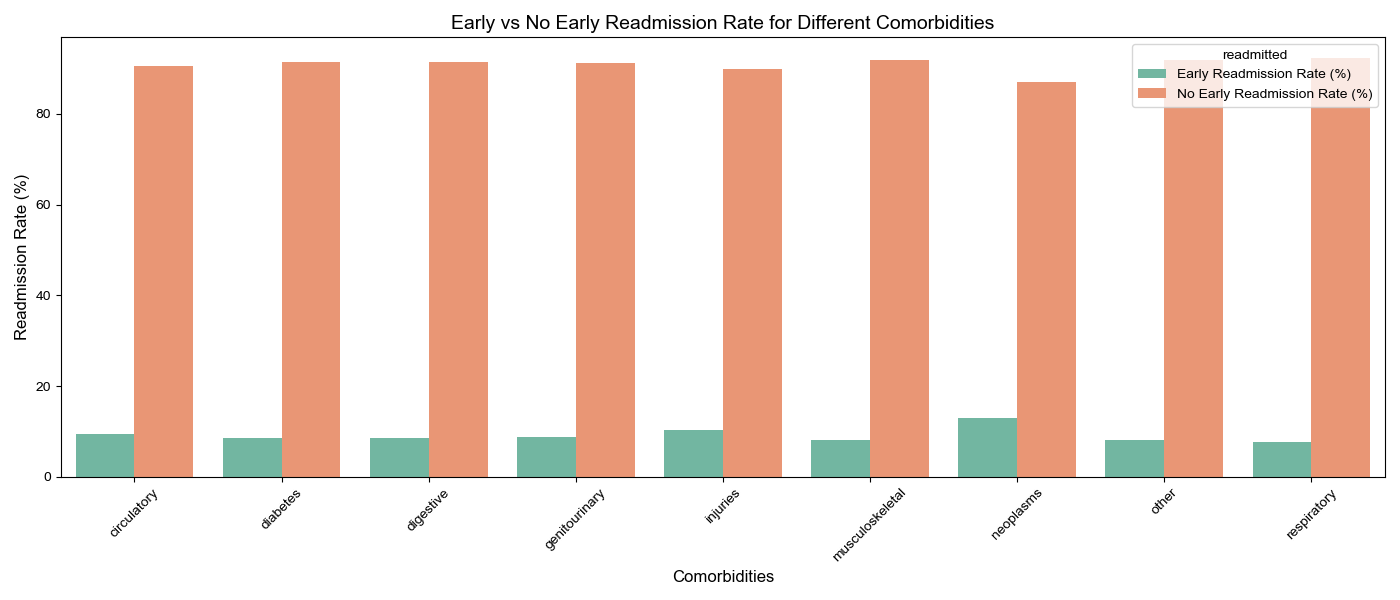 Early vs No Early Readmission Rate for Different Comorbidities
readmitted
Early Readmission Rate (%)
No Early Readmission Rate (%)
Readmission Rate (%)
80
60
40
20
0
circulatory
diabetes
digestive
genitourinary
injuries
musculoskeletal
neoplasms
other
respiratory
Comorbidities